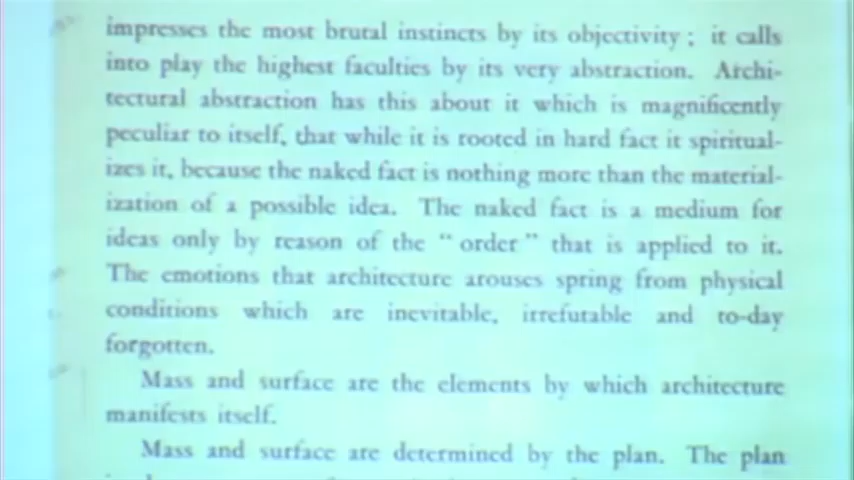 impresses the most brutal instincts by its objectivity ; it calls
into play the highest faculties by its very abstraction. Archi-
tectural abstraction has this about it which is magnificently
peculiar to itself, that while it is rooted in hard fact it spiritual-
izes it, because the naked fact is nothing more than the material-
ization of a possible idea. The naked fact is a medium for
ideas only by reason of the “ order ” that is applied to it.
The emotions that architecture arouses spring from physical
conditions which are inevitable, irrefutable and to-day
forgotten.
Mass and surface are the elements by which architecture
manifests itself.
Mass and surface are determined by the plan. The plan